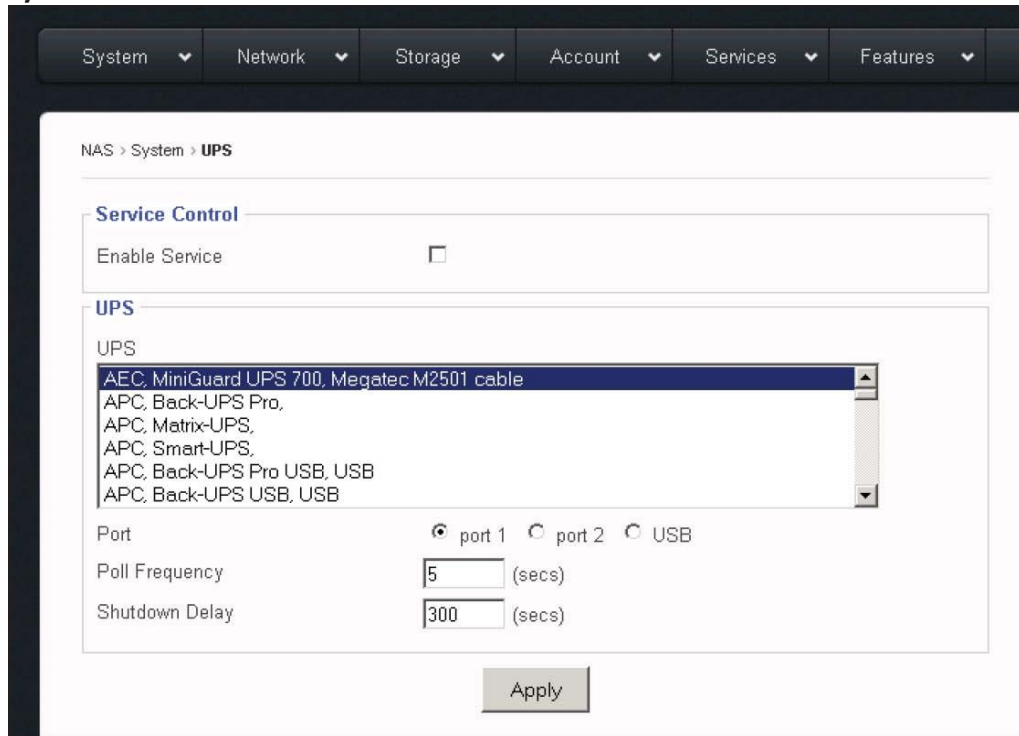 System Network Storage Account Services Features
NAS › System › UPS
Service Control
Enable Service
UPS
UPS
AEC, MiniGuard UPS 700, Megatec M2501 cable
APC, Back-UPS Pro,
APC, Matrix-UPS,
APC, Smart-UPS,
APC, Back-UPS Pro USB, USB
APC, Back-UPS USB, USB
Port port 1 port 2 USB
Poll Frequency 5 (secs)
Shutdown Delay 300 (secs)
Apply